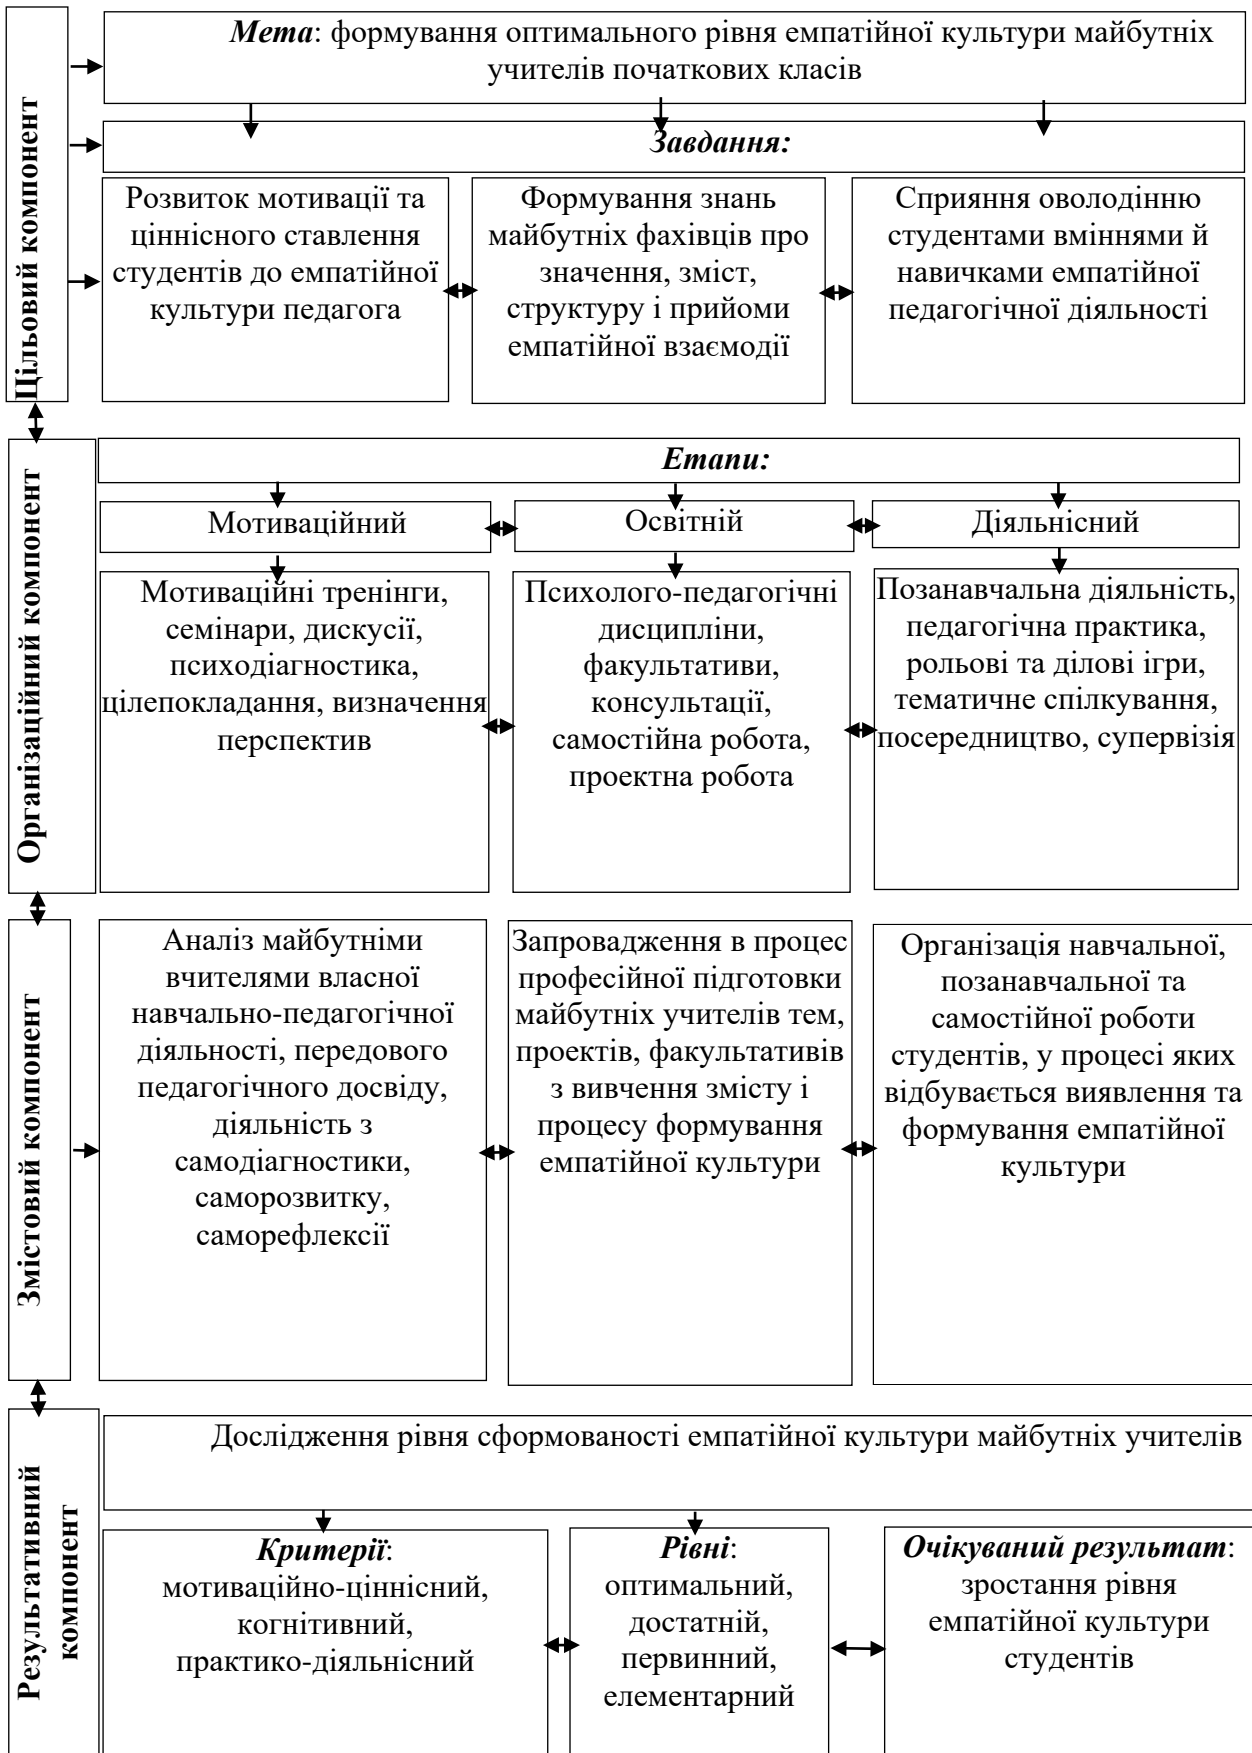 Цільовий компонент
Мета: формування оптимального рівня емпатійної культури майбутніх
учителів початкових класів
Завдання:
Розвиток мотивації та
ціннісного ставлення
студентів до емпатійної
культури педагога
Формування знань
майбутніх фахівців про
значення, зміст,
структуру і прийоми
емпатійної взаємодії
Сприяння оволодінню
студентами вміннями й
навичками емпатійної
педагогічної діяльності
Організаційний компонент
Етапи:
Мотиваційний
Освітній
Діяльнісний
Мотиваційні тренінги,
семінари, дискусії,
психодіагностика,
цілепокладання, визначення
перспектив
Психолого-педагогічні
дисципліни,
факультативи,
консультації,
самостійна робота,
проектна робота
Позанавчальна діяльність,
педагогічна практика,
рольові та ділові ігри,
тематичне спілкування,
посередництво, супервізія
Змістовий компонент
Аналіз майбутніми
вчителями власної
навчально-педагогічної
діяльності, передового
педагогічного досвіду,
діяльність з
самодіагностики,
саморозвитку,
саморефлексії
Запровадження в процес
професійної підготовки
майбутніх учителів тем,
проектів, факультативів
з вивчення змісту і
процесу формування
емпатійної культури
Організація навчальної,
позанавчальної та
самостійної роботи
студентів, у процесі яких
відбувається виявлення та
формування емпатійної
культури
Результативний
компонент
Дослідження рівня сформованості емпатійної культури майбутніх учителів
Критерії:
мотиваційно-ціннісний,
когнітивний,
практико-діяльнісний
Рівні:
оптимальний,
достатній,
первинний,
елементарний
Очікуваний результат:
зростання рівня
емпатійної культури
студентів